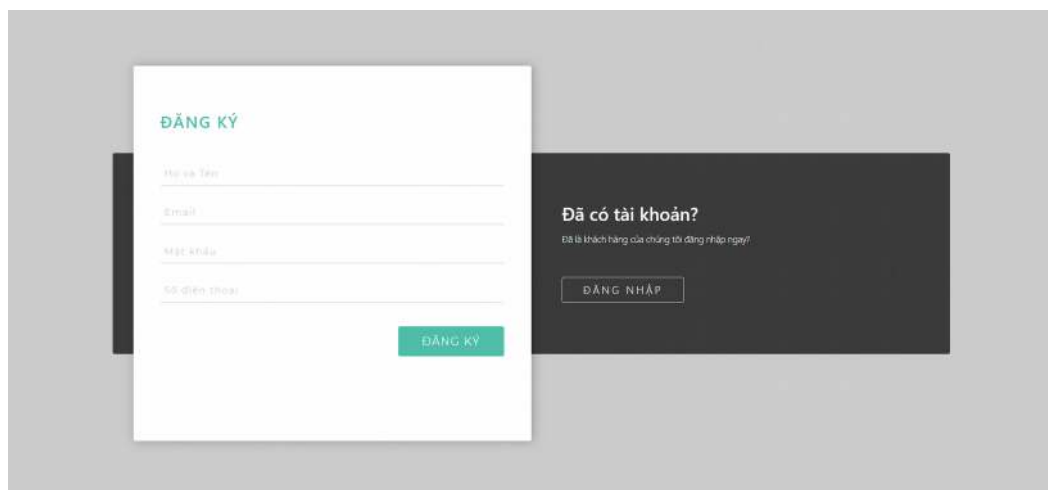 ĐĂNG KÝ
Họ và Tên
Email
Mật khẩu
Số điện thoại
ĐĂNG KÝ
Đã có tài khoản?
Đã là khách hàng của chúng tôi đăng nhập ngay?
ĐĂNG NHẬP